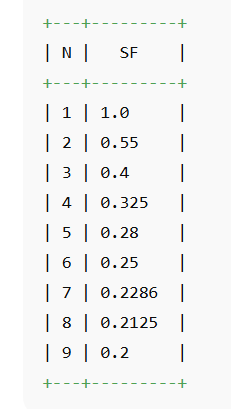 +---+---------+
| N |   SF    |
+---+---------+
| 1 | 1.0     |
| 2 | 0.55    |
| 3 | 0.4     |
| 4 | 0.325   |
| 5 | 0.28    |
| 6 | 0.25    |
| 7 | 0.2286  |
| 8 | 0.2125  |
| 9 | 0.2     |
+---+---------+